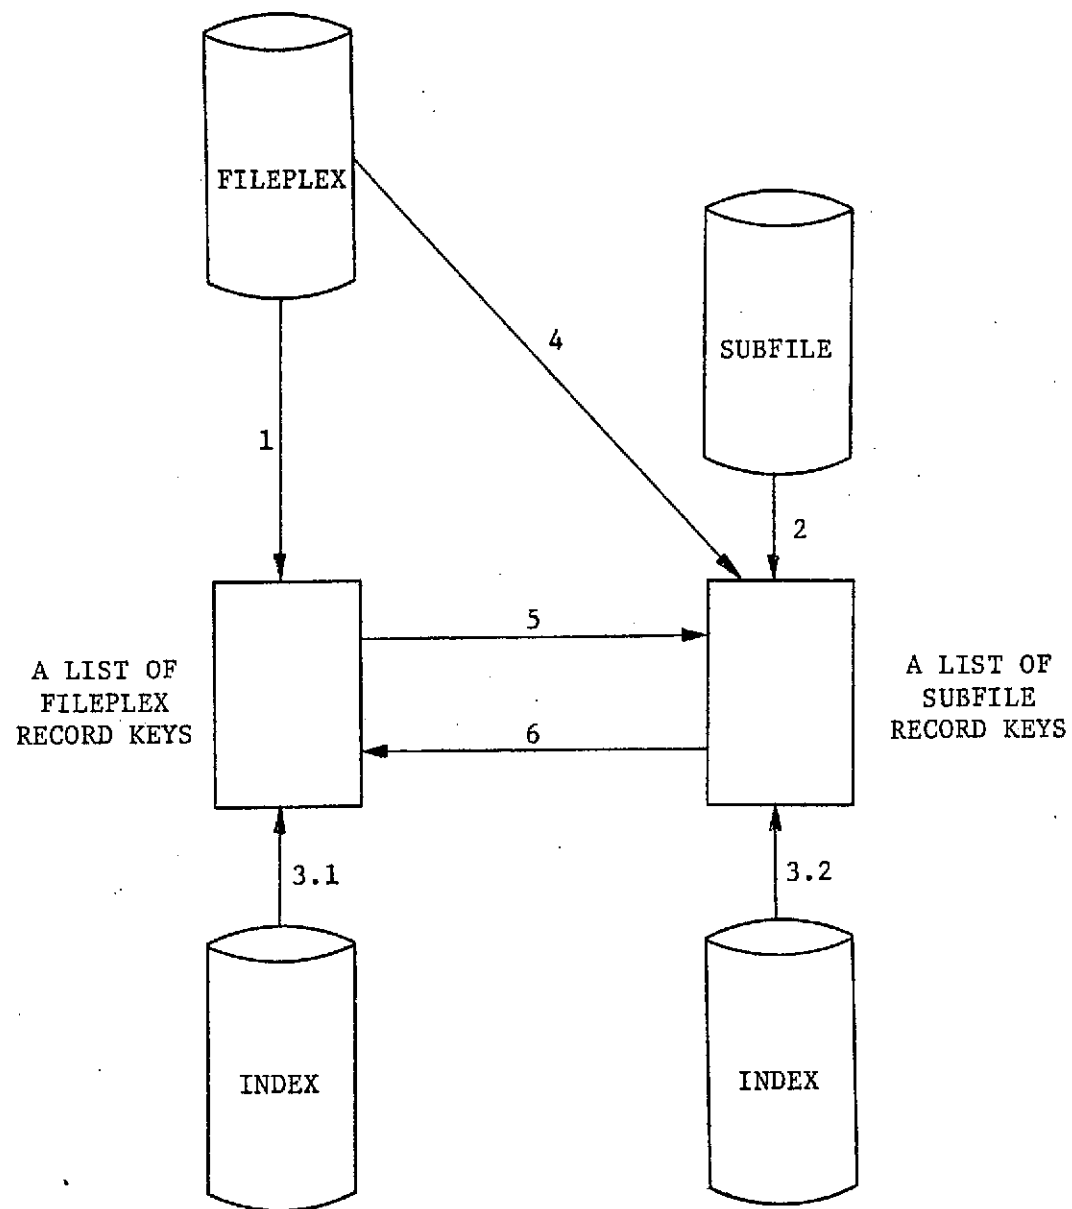 FILEPLEX
SUBFILE
4
1
2
5
A LIST OF
FILEPLEX
RECORD KEYS
A LIST OF
SUBFILE
RECORD KEYS
6
3.1
3.2
INDEX
INDEX